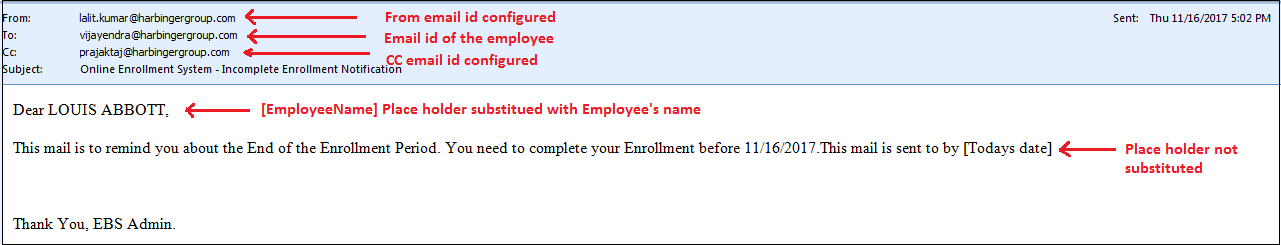 From: lalit.kumar@harbingergroup.com From email id configured Sent: Thu 11/16/2017 5:02 PM
To: vijayendra@harbingergroup.com Email id of the employee
Cc: prajaktaj@harbingergroup.com CC email id configured
Subject: Online Enrollment System - Incomplete Enrollment Notification
Dear LOUIS ABBOTT, [EmployeeName] Place holder substitued with Employee's name
This mail is to remind you about the End of the Enrollment Period. You need to complete your Enrollment before 11/16/2017.This mail is sent to by [Todays date] Place holder not
substituted
Thank You, EBS Admin.